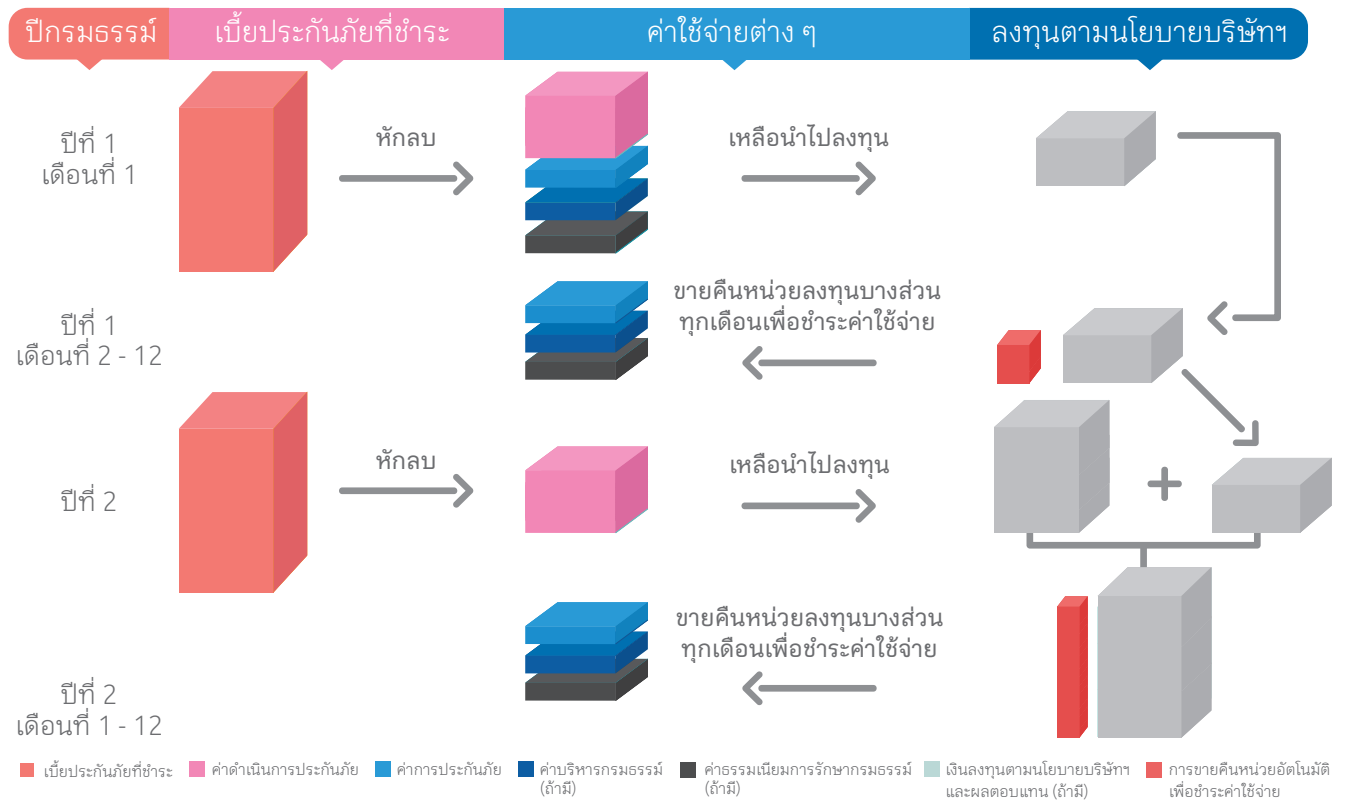 ปีกรมธรรม์
เบี้ยประกันภัยที่ชำระ
ค่าใช้จ่ายต่าง ๆ
ลงทุนตามนโยบายบริษัทฯ
ปีที่ 1
เดือนที่ 1
หักลบ
เหลือนำไปลงทุน
ปีที่ 1
เดือนที่ 2 - 12
ขายคืนหน่วยลงทุนบางส่วน
ทุกเดือนเพื่อชำระค่าใช้จ่าย
ปีที่ 2
หักลบ
เหลือนำไปลงทุน
ปีที่ 2
เดือนที่ 1 - 12
ขายคืนหน่วยลงทุนบางส่วน
ทุกเดือนเพื่อชำระค่าใช้จ่าย
เบี้ยประกันภัยที่ชำระ
ค่าดำเนินการประกันภัย
ค่าการประกันภัย
ค่าบริหารกรมธรรม์
(ถ้ามี)
ค่าธรรมเนียมการรักษากรมธรรม์
(ถ้ามี)
เงินลงทุนตามนโยบายบริษัทฯ
และผลตอบแทน (ถ้ามี)
การขายคืนหน่วยอัตโนมัติ
เพื่อชำระค่าใช้จ่าย